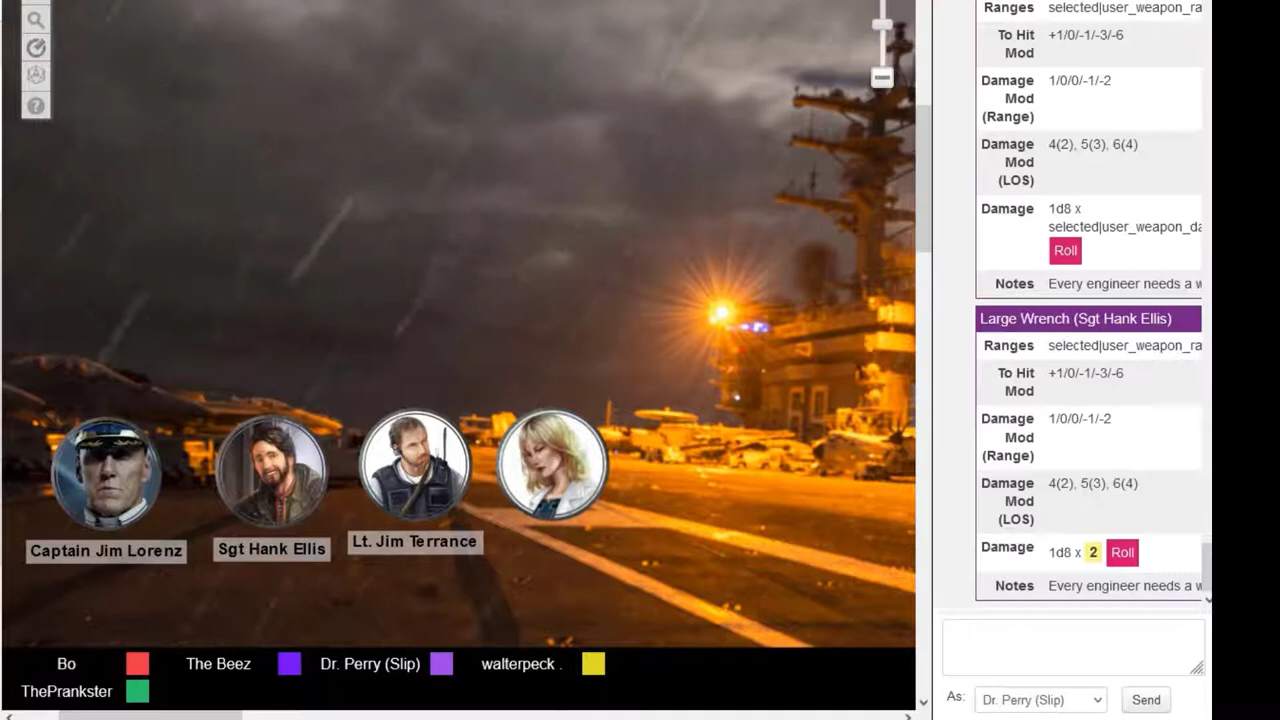 Ranges selected|user_weapon_ra
To Hit Mod +1/0/-1/-3/-6
Damage Mod (Range) 1/0/0/-1/-2
Damage Mod (LOS) 4(2), 5(3), 6(4)
Damage 1d8 x selected|user_weapon_da
Roll
Notes Every engineer needs a w
Large Wrench (Sgt Hank Ellis)
Ranges selected|user_weapon_ra
To Hit Mod +1/0/-1/-3/-6
Damage Mod (Range) 1/0/0/-1/-2
Damage Mod (LOS) 4(2), 5(3), 6(4)
Damage 1d8 x 2 Roll
Notes Every engineer needs a w
Captain Jim Lorenz
Sgt Hank Ellis
Lt. Jim Terrance
Bo The Beez Dr. Perry (Slip) walterpeck .
ThePrankster
As: Dr. Perry (Slip) Send